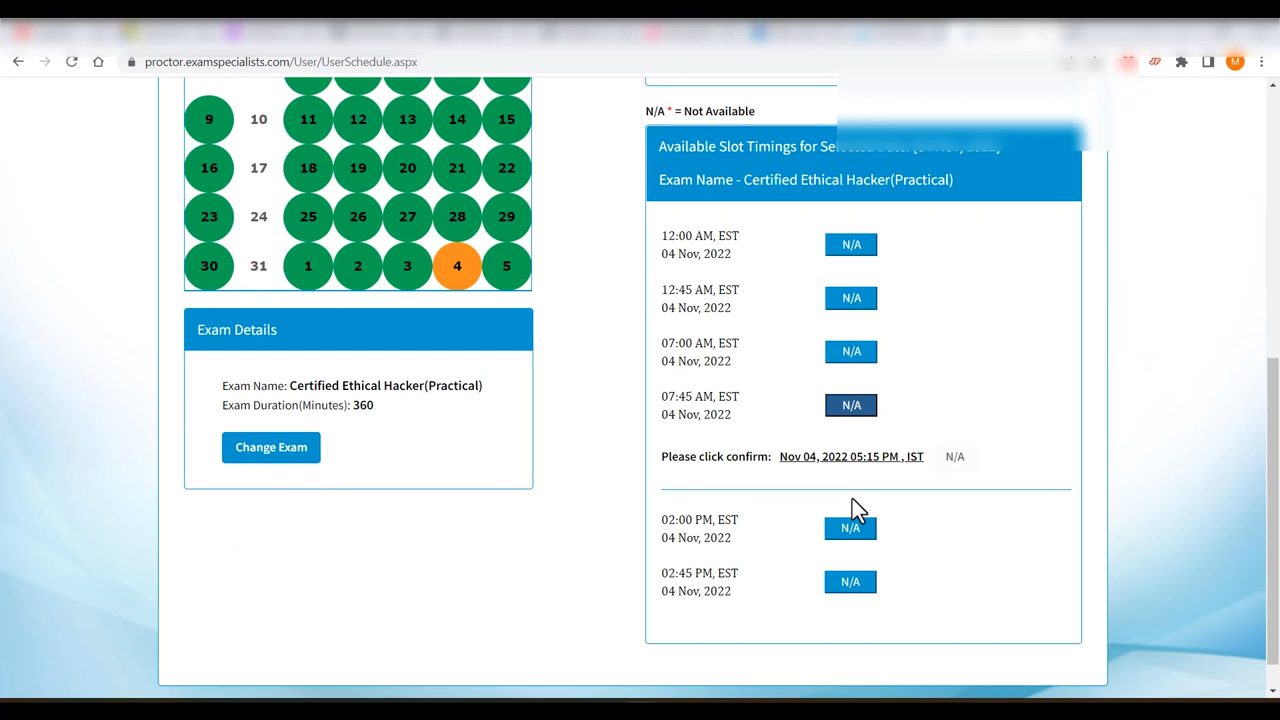 proctor.examspecialists.com/User/UserSchedule.aspx
M
9 10 11 12 13 14 15
16 17 18 19 20 21 22
23 24 25 26 27 28 29
30 31 1 2 3 4 5
Exam Details
Exam Name: Certified Ethical Hacker(Practical)
Exam Duration(Minutes): 360
Change Exam
N/A * = Not Available
Available Slot Timings for
Exam Name - Certified Ethical Hacker(Practical)
12:00 AM, EST
04 Nov, 2022
N/A
12:45 AM, EST
04 Nov, 2022
N/A
07:00 AM, EST
04 Nov, 2022
N/A
07:45 AM, EST
04 Nov, 2022
N/A
Please click confirm: Nov 04, 2022 05:15 PM , IST N/A
02:00 PM, EST
04 Nov, 2022
N/A
02:45 PM, EST
04 Nov, 2022
N/A